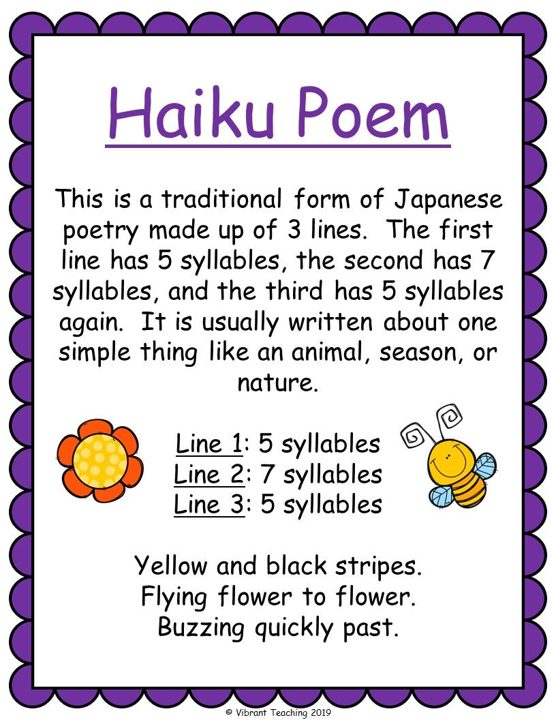 Haiku Poem
This is a traditional form of Japanese
poetry made up of 3 lines.  The first
line has 5 syllables, the second has 7
syllables, and the third has 5 syllables
again.  It is usually written about one
simple thing like an animal, season, or
nature.
Line 1: 5 syllables
Line 2: 7 syllables
Line 3: 5 syllables
Yellow and black stripes.
Flying flower to flower.
Buzzing quickly past.
© Vibrant Teaching 2019